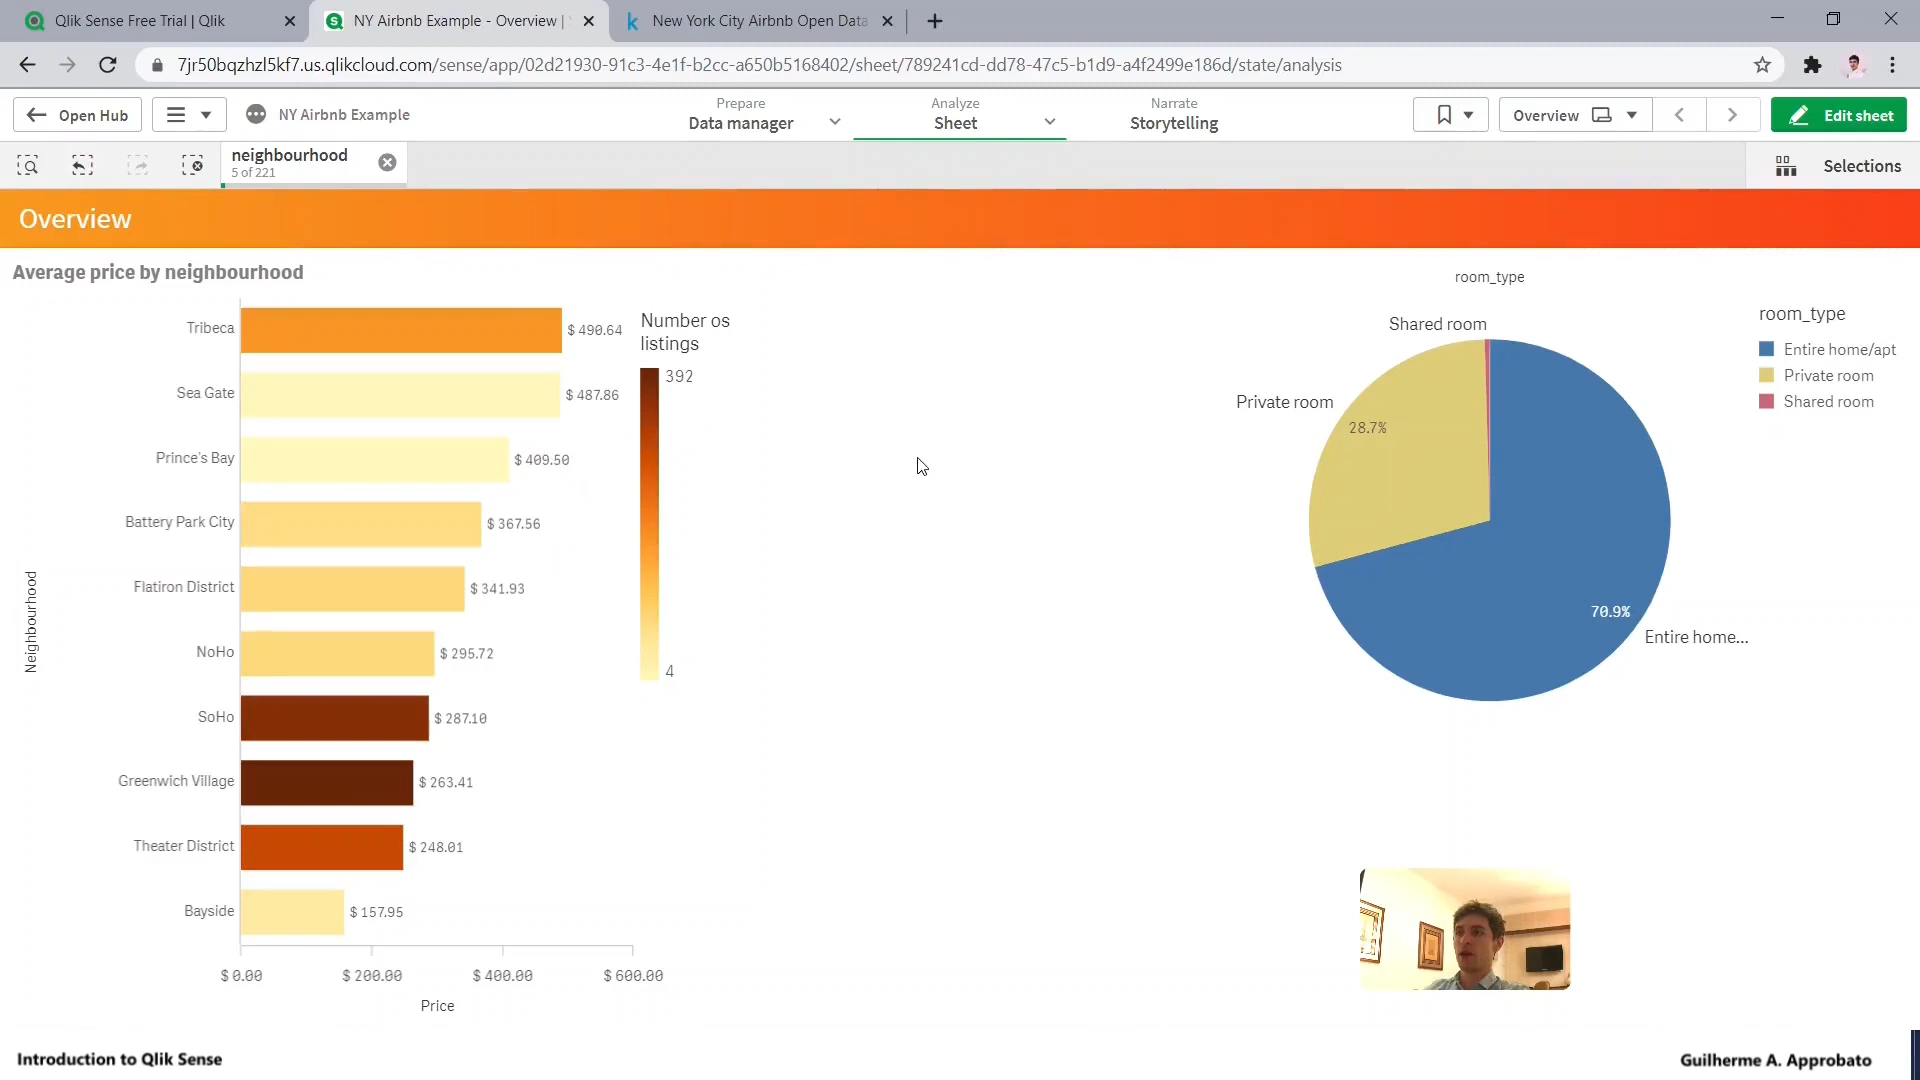 Qlik Sense Free Trial | Qlik
NY Airbnb Example - Overview |
New York City Airbnb Open Data
7jr50bqzhzl5kf7.us.qlikcloud.com/sense/app/02d21930-91c3-4e1f-b2cc-a650b5168402/sheet/789241cd-dd78-47c5-b1d9-a4f2499e186d/state/analysis
Open Hub
NY Airbnb Example
Prepare
Data manager
Analyze
Sheet
Narrate
Storytelling
Overview
Edit sheet
neighbourhood
5 of 221
Selections
Overview
Average price by neighbourhood
Neighbourhood
Tribeca
$ 490.64
Sea Gate
$ 487.86
Prince's Bay
$ 409.50
Battery Park City
$ 367.56
Flatiron District
$ 341.93
NoHo
$ 295.72
SoHo
$ 287.10
Greenwich Village
$ 263.41
Theater District
$ 248.01
Bayside
$ 157.95
$ 0.00
$ 200.00
$ 400.00
$ 600.00
Price
Number os
listings
392
4
room_type
Shared room
Private room
28.7%
70.9%
Entire home...
room_type
Entire home/apt
Private room
Shared room
Introduction to Qlik Sense
Guilherme A. Approbato